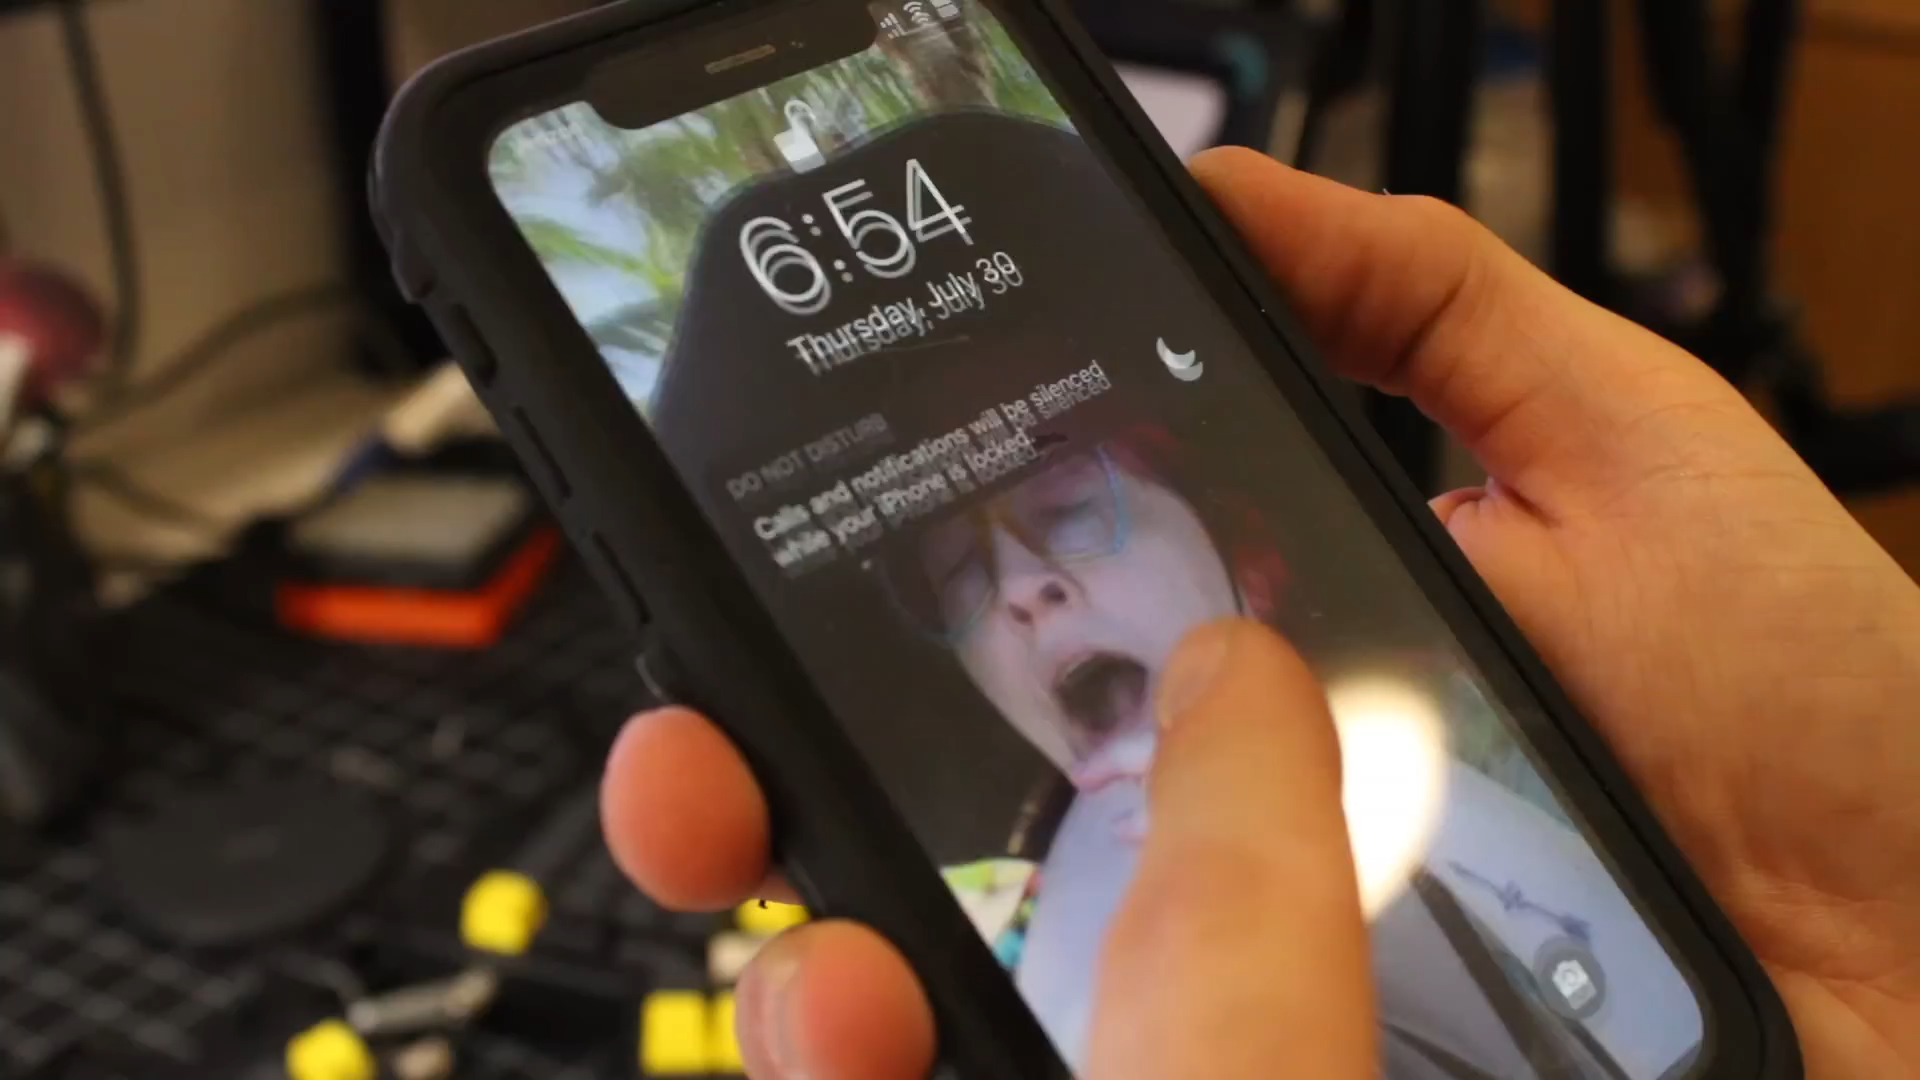 6:54
Thursday, July 30
DO NOT DISTURB
Calls and notifications will be silenced
while your iPhone is locked.